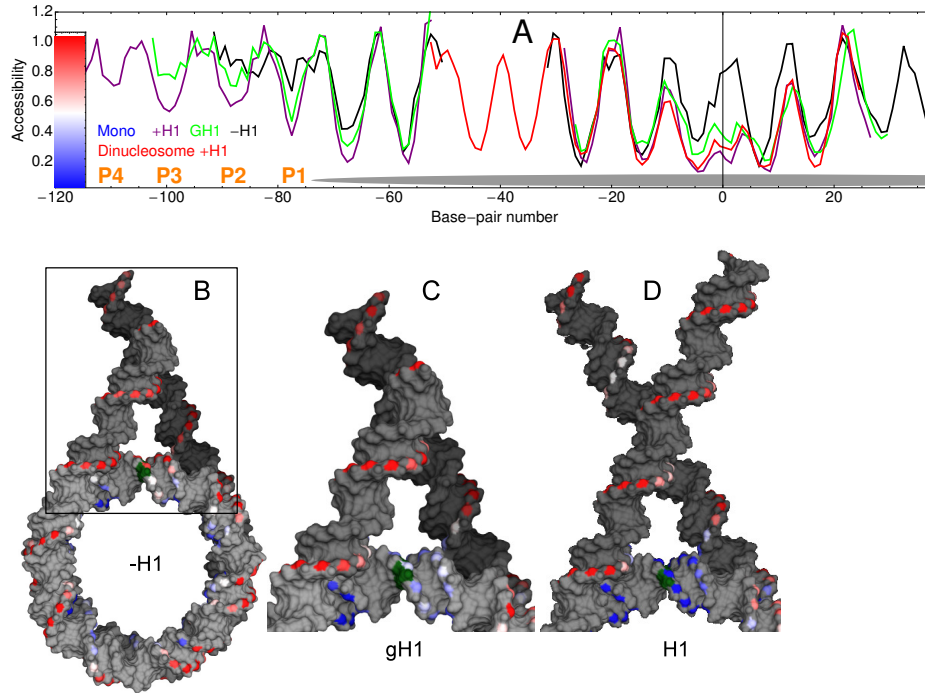 A
Accessibility
1.2
1.0
0.8
0.6
0.4
0.2
Mono +H1 GH1 −H1
Dinucleosome +H1
P4 P3 P2 P1
−120 −100 −80 −60 −40 −20 0 20
Base−pair number
B C D
-H1
gH1 H1